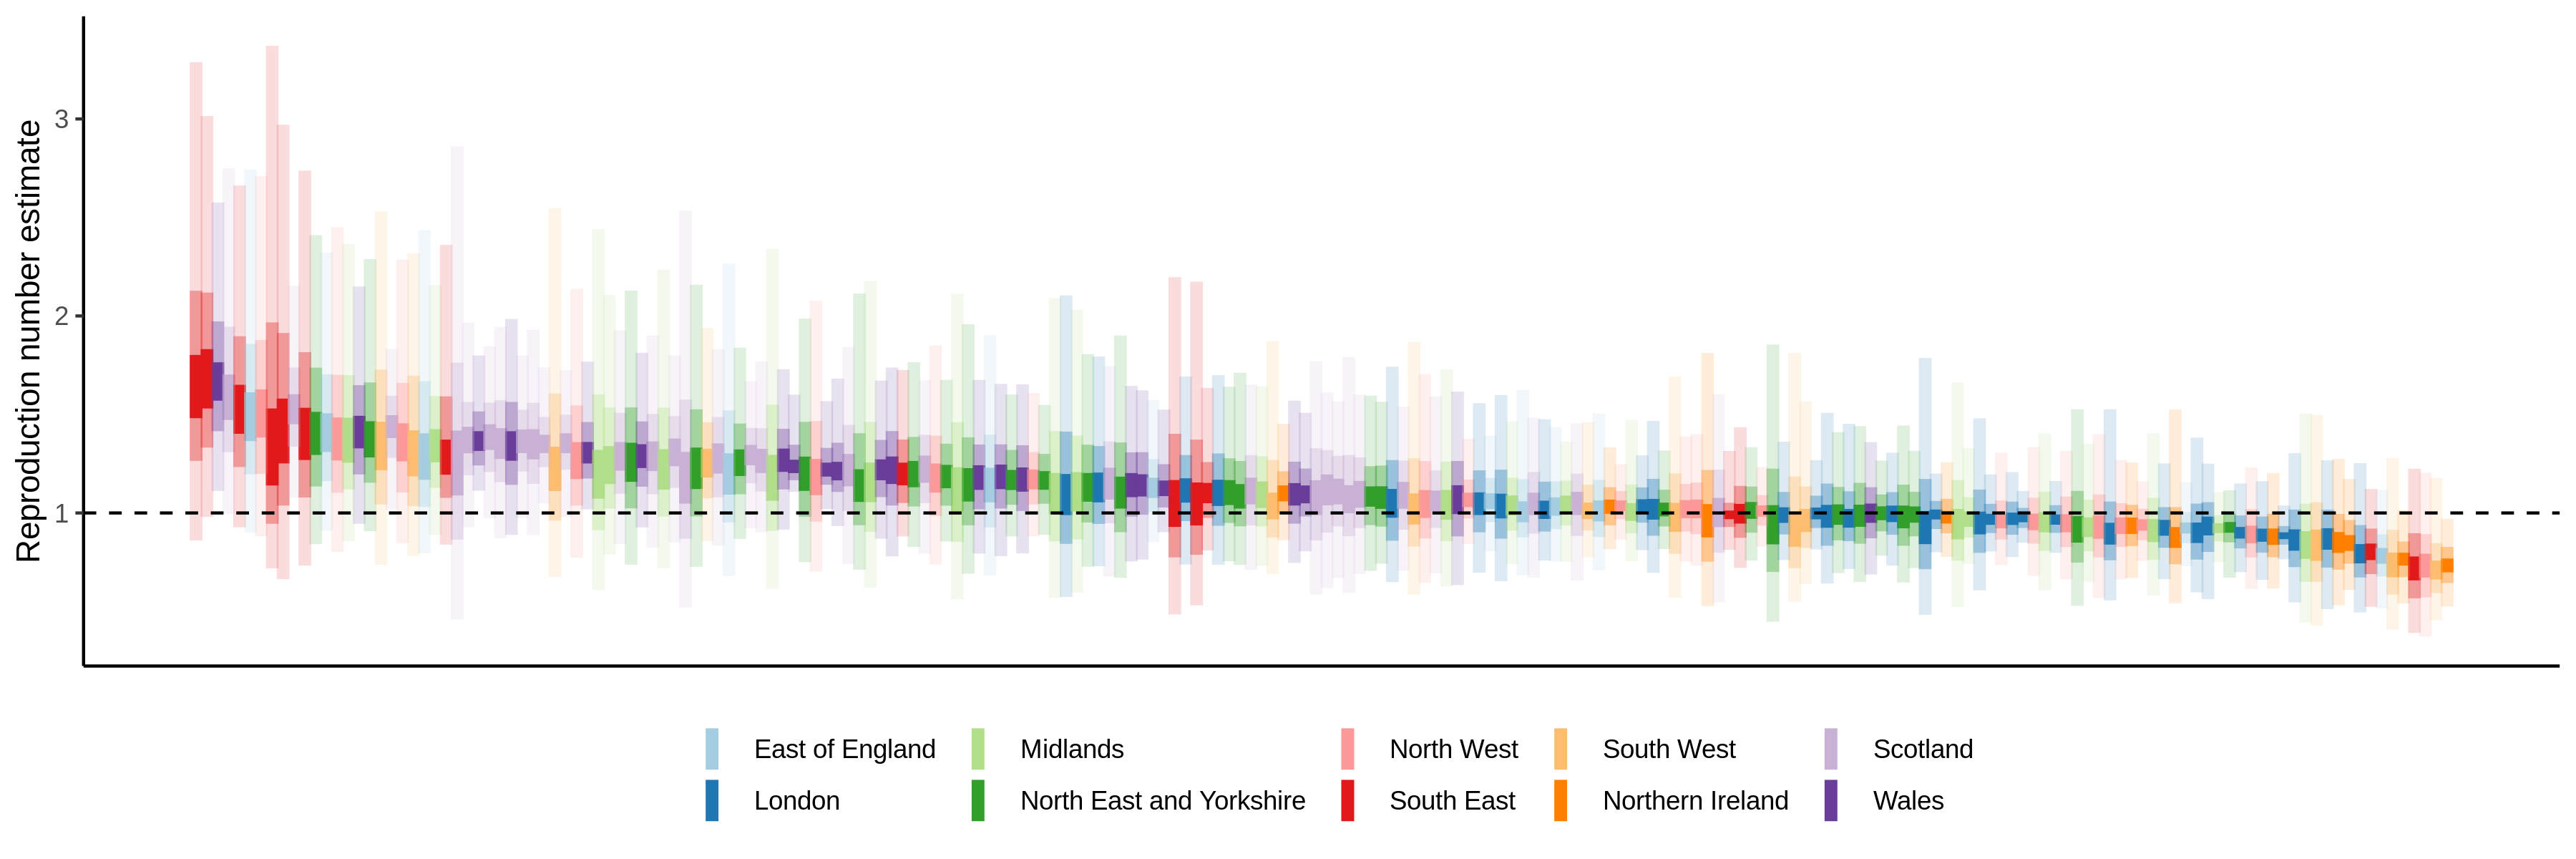 Reproduction number estimate
3
2
1
East of England
Midlands
North West
South West
Scotland
London
North East and Yorkshire
South East
Northern Ireland
Wales